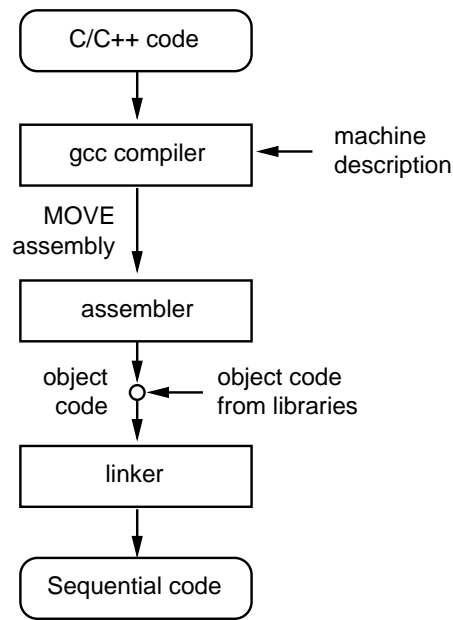 C/C++ code
gcc compiler
machine
description
MOVE
assembly
assembler
object
code
object code
from libraries
linker
Sequential code